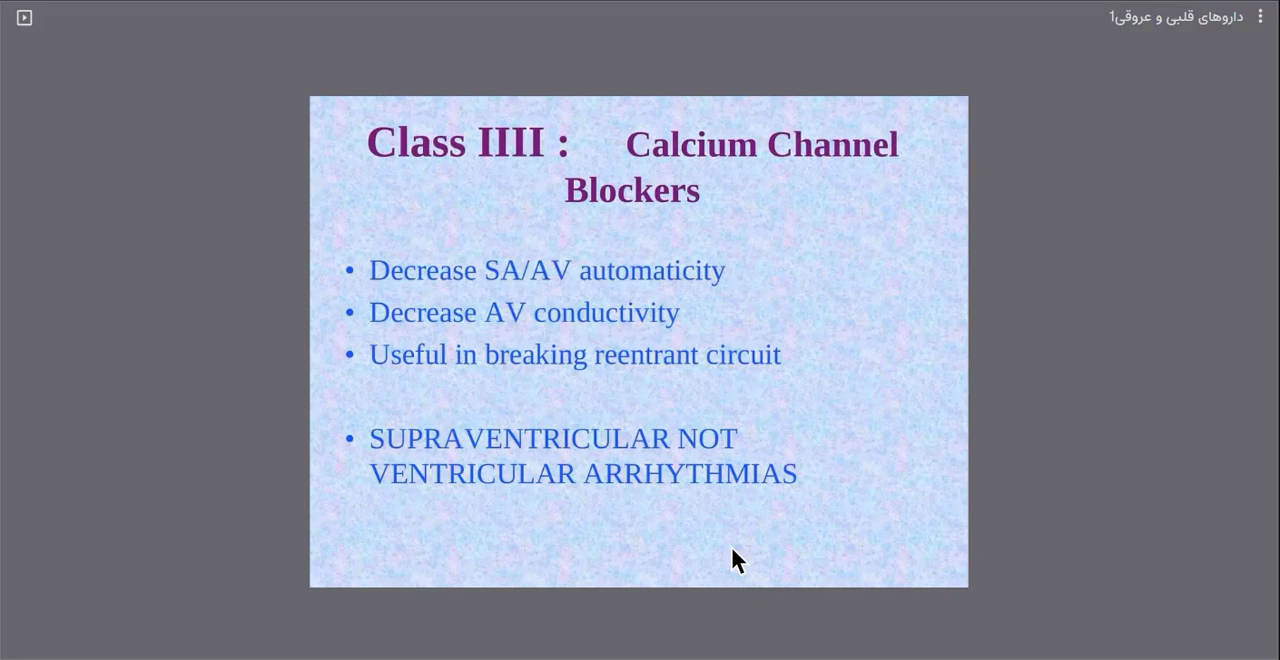 داروهای قلبی و عروقی1
Class IIII : Calcium Channel
Blockers
• Decrease SA/AV automaticity
• Decrease AV conductivity
• Useful in breaking reentrant circuit
• SUPRAVENTRICULAR NOT
VENTRICULAR ARRHYTHMIAS